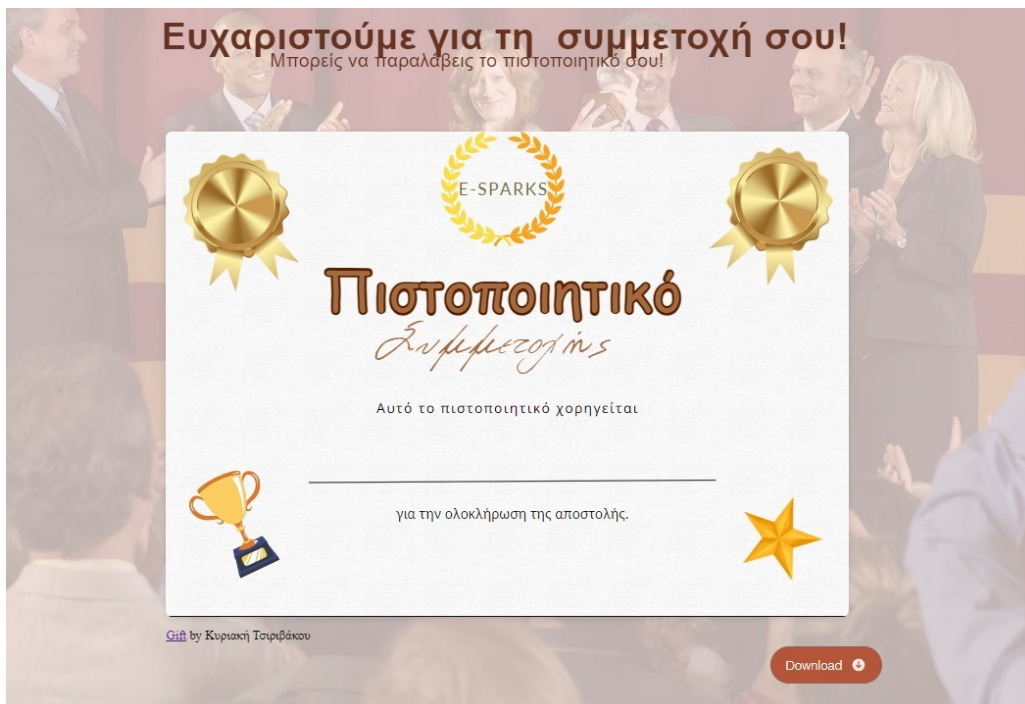 Ευχαριστούμε για τη συμμετοχή σου!
Μπορείς να παραλάβεις το πιστοποιητικό σου!
E-SPARKS
Πιστοποιητικό
Συμμετοχής
Αυτό το πιστοποιητικό χορηγείται
για την ολοκλήρωση της αποστολής.
Gift by Κυριακή Τσιριβάκου
Download